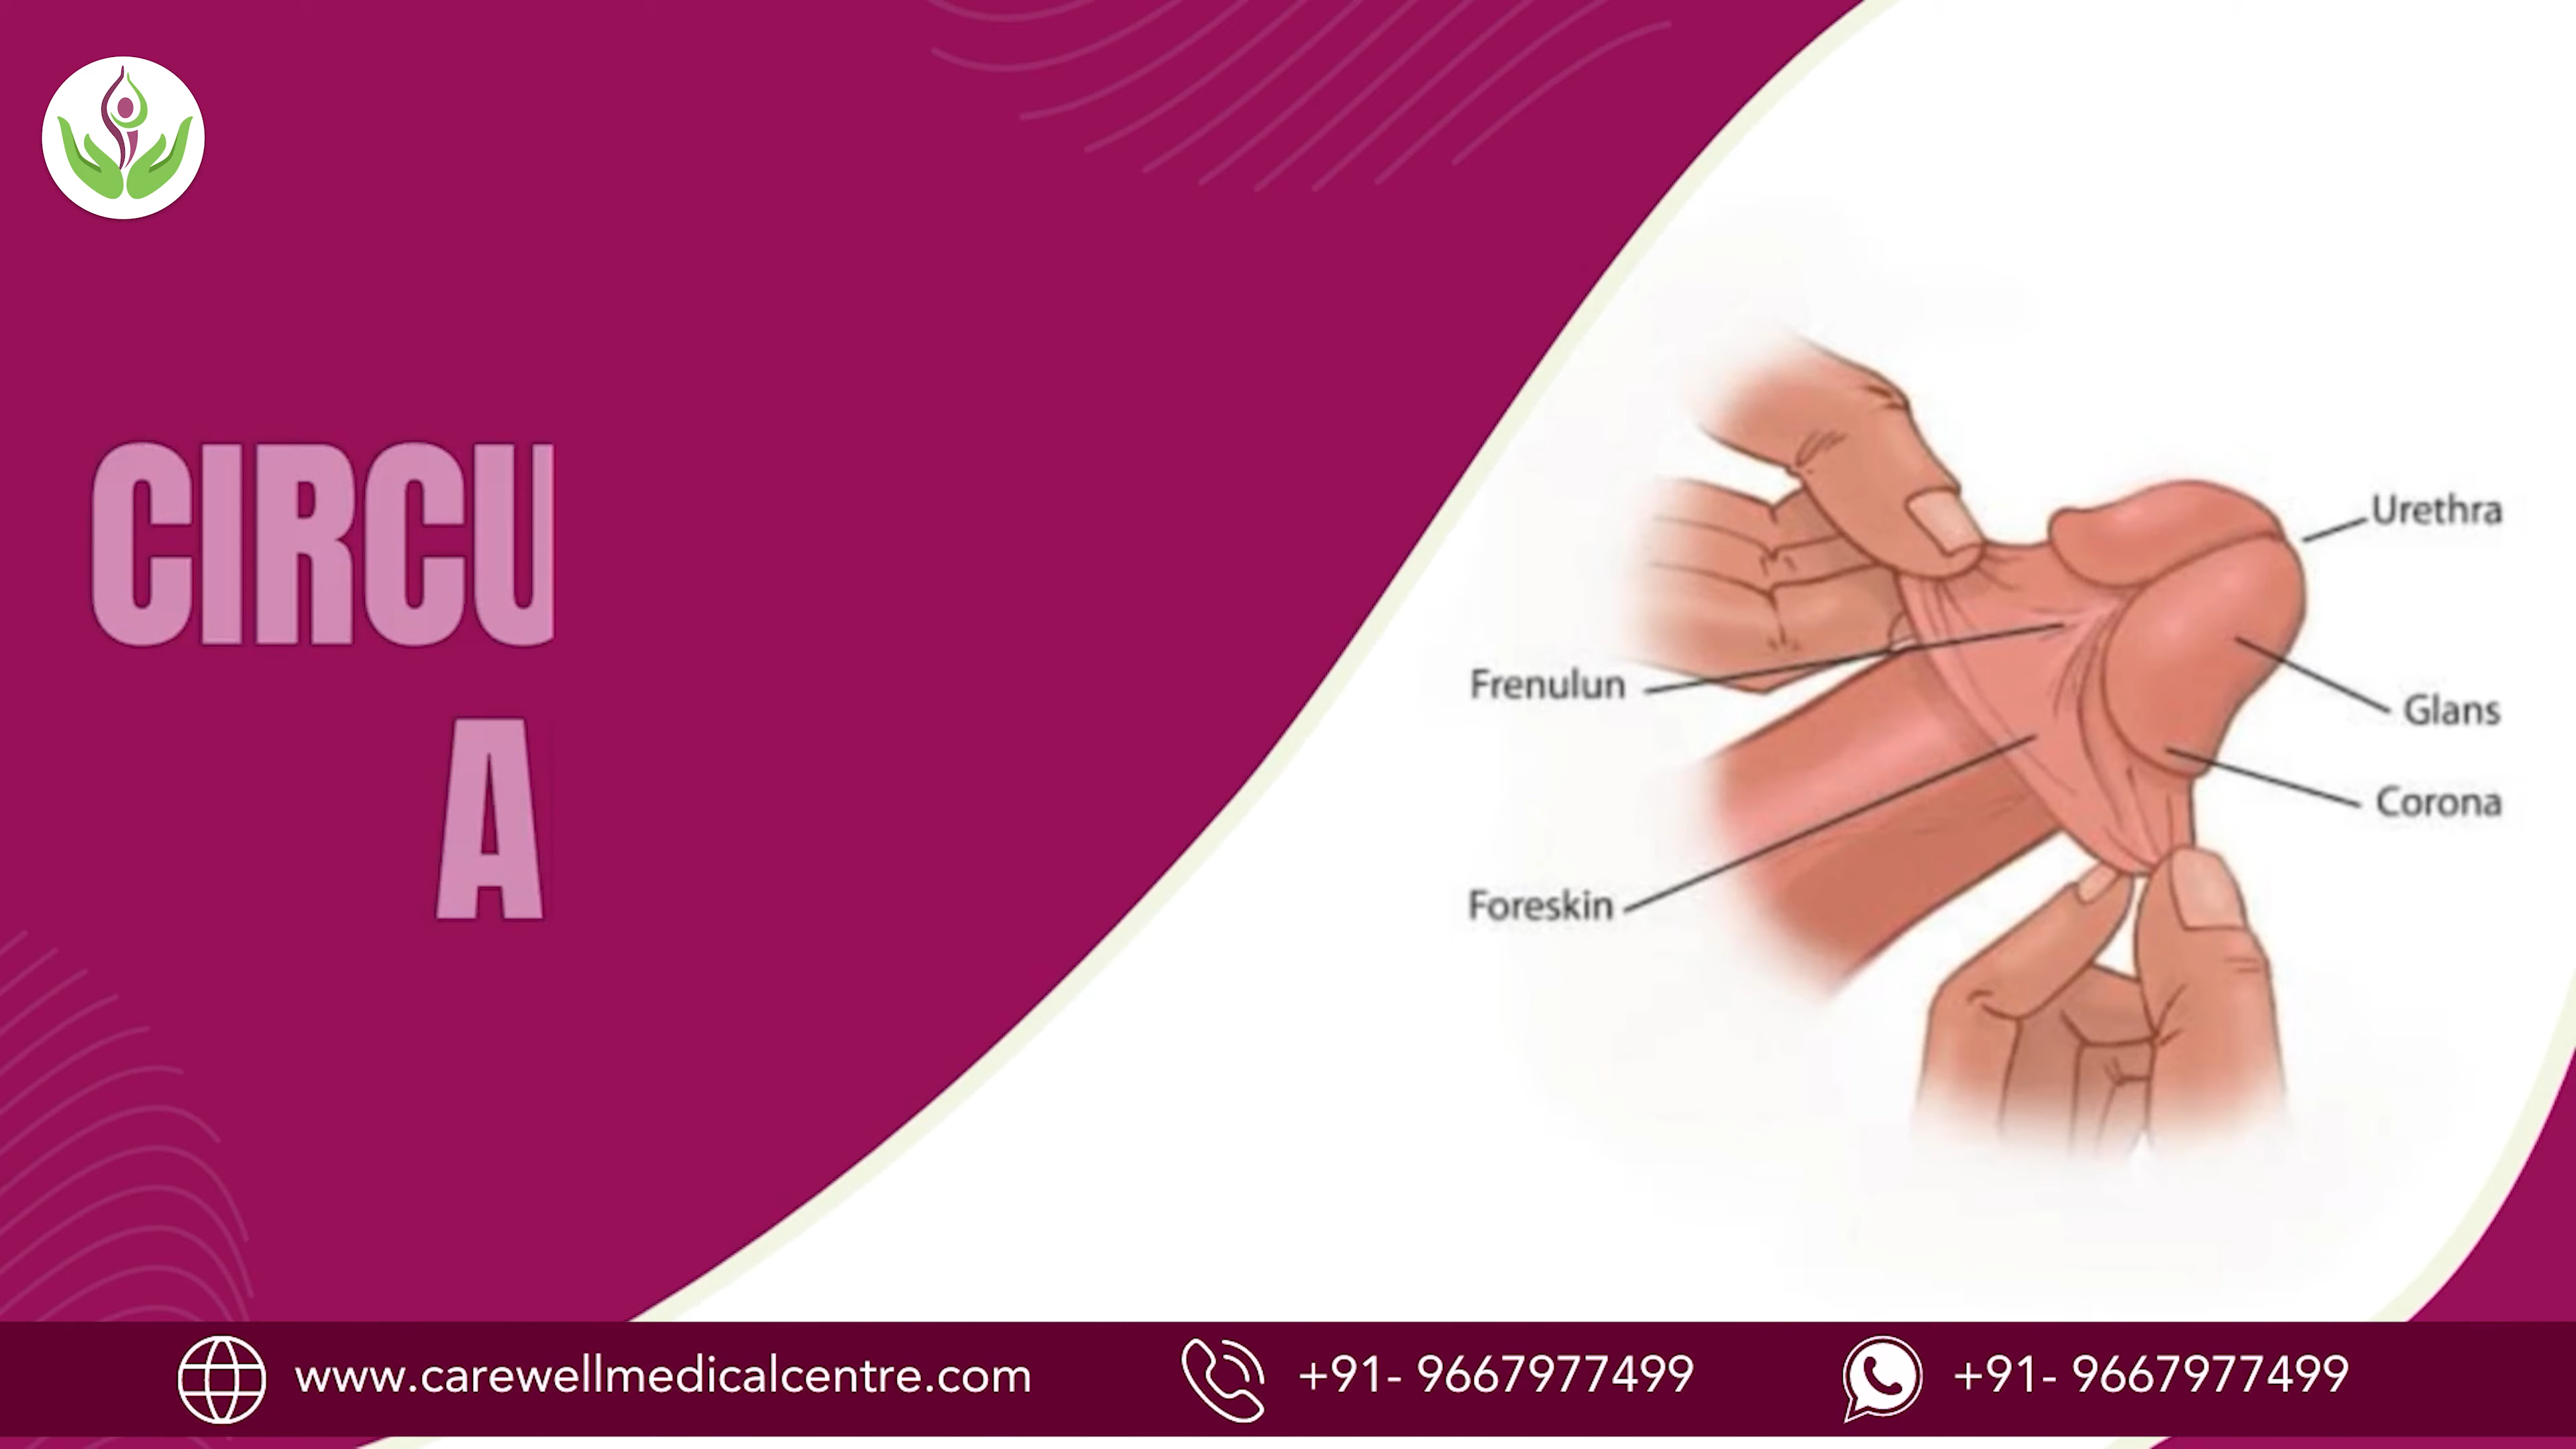 CIRCU
A
Urethra
Frenulun
Glans
Corona
Foreskin
www.carewellmedicalcentre.com
+91- 9667977499
+91- 9667977499